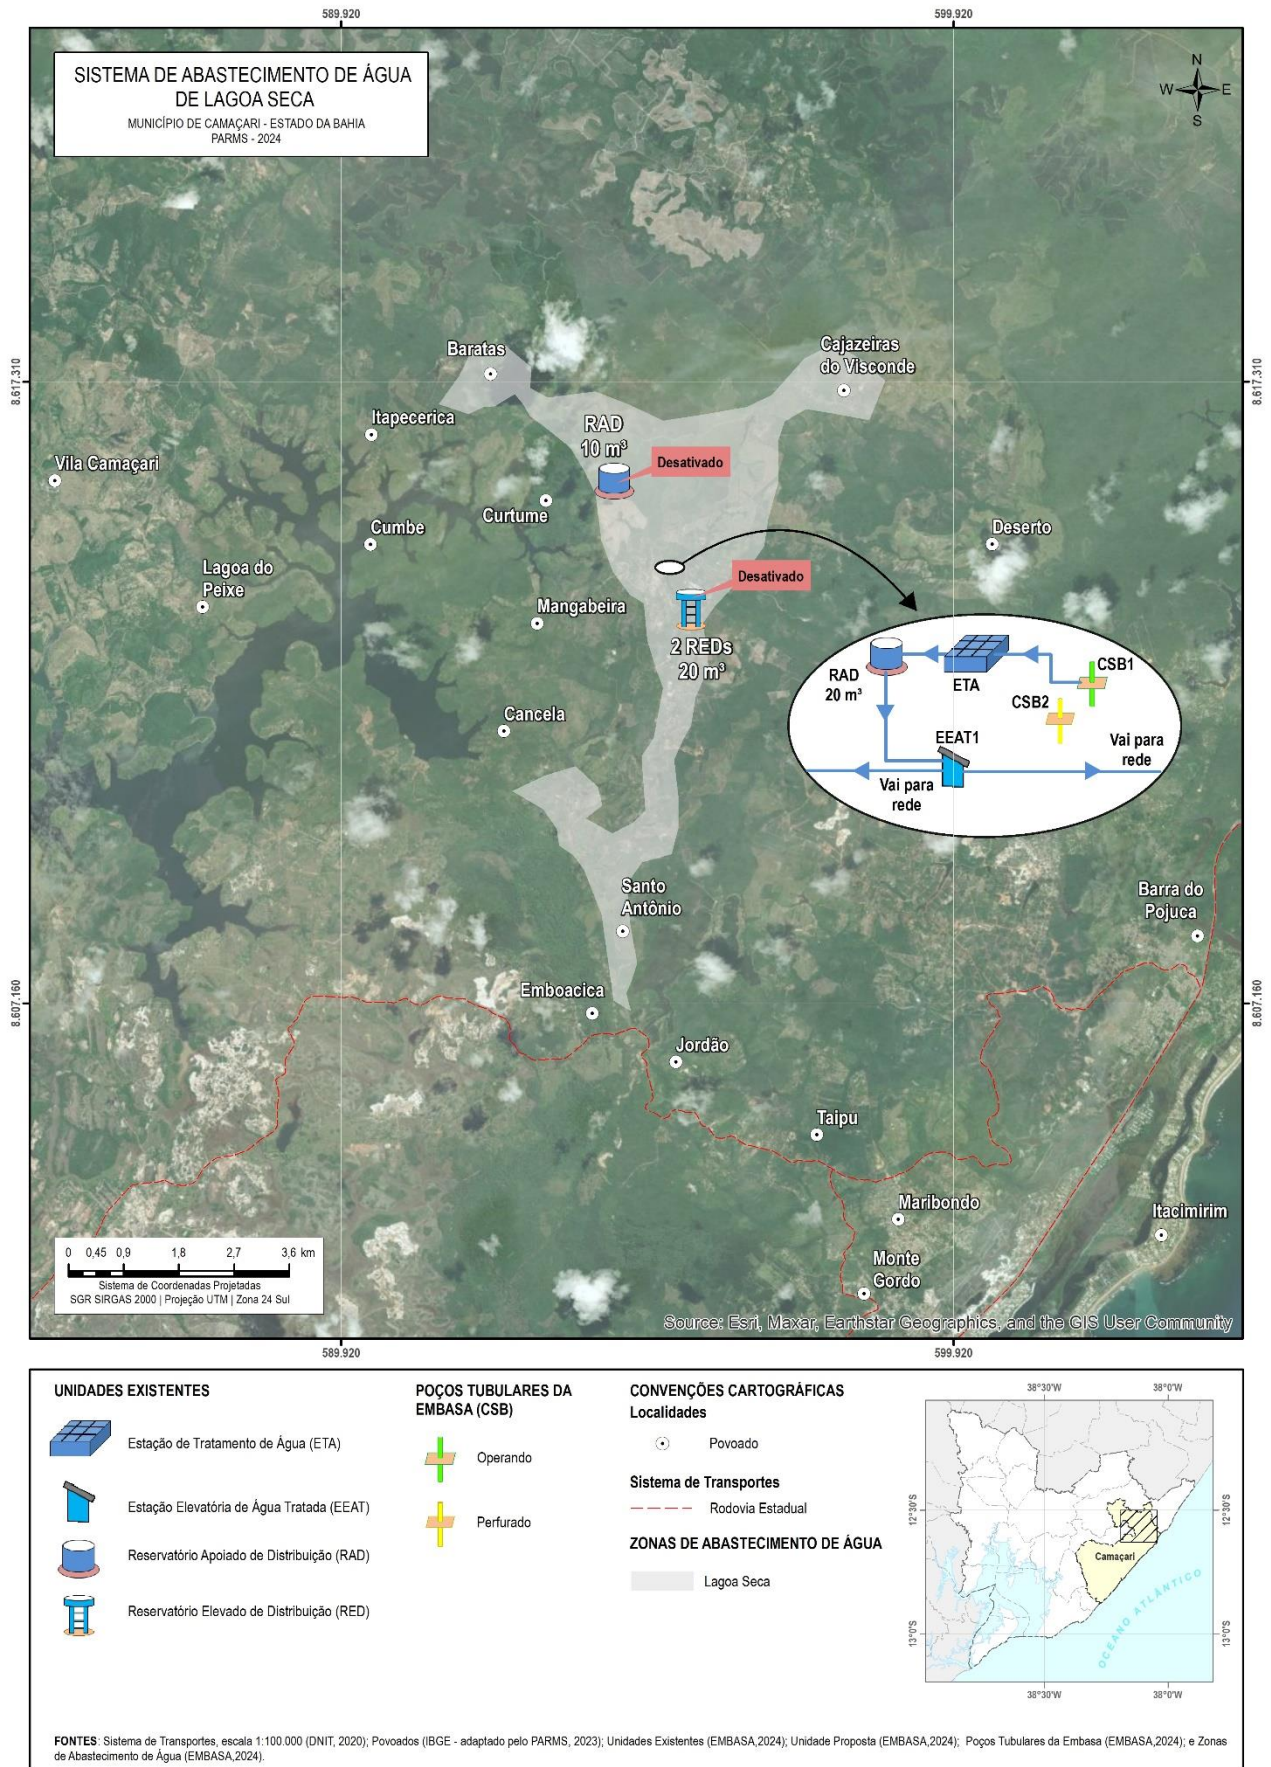 589.920
599.920
SISTEMA DE ABASTECIMENTO DE ÁGUA
DE LAGOA SECA
MUNICÍPIO DE CAMAÇARI - ESTADO DA BAHIA
PARMS - 2024
N
W
E
S
8.617.310
8.617.310
Baratas
Cajazeiras
do Visconde
Itapecerica
RAD
10 m³
Desativado
Vila Camaçari
Curtume
Cumbe
Deserto
Lagoa do
Peixe
Mangabeira
Desativado
2 REDs
20 m³
RAD
20 m³
ETA
CSB1
CSB2
EEAT1
Vai para
rede
Vai para
rede
Cancela
Santo
Antônio
Barra do
Pojuca
8.607.160
8.607.160
Emboacica
Jordão
Taipu
Maribondo
Itacimirim
Monte
Gordo
0 0,45 0,9 1,8 2,7 3,6 km
Sistema de Coordenadas Projetadas
SGR SIRGAS 2000 | Projeção UTM | Zona 24 Sul
Source: Esri, Maxar, Earthstar Geographics, and the GIS User Community
589.920
599.920
UNIDADES EXISTENTES
Estação de Tratamento de Água (ETA)
Estação Elevatória de Água Tratada (EEAT)
Reservatório Apoiado de Distribuição (RAD)
Reservatório Elevado de Distribuição (RED)
POÇOS TUBULARES DA
EMBASA (CSB)
Operando
Perfurado
CONVENÇÕES CARTOGRÁFICAS
Localidades
Povoado
Sistema de Transportes
Rodovia Estadual
ZONAS DE ABASTECIMENTO DE ÁGUA
Lagoa Seca
38°30'W
38°0'W
12°30'S
12°30'S
Camaçari
OCEANO ATLÂNTICO
13°0'S
13°0'S
38°30'W
38°0'W
FONTES: Sistema de Transportes, escala 1:100.000 (DNIT, 2020); Povoados (IBGE - adaptado pelo PARMS, 2023); Unidades Existentes (EMBASA,2024); Unidade Proposta (EMBASA,2024); Poços Tubulares da Embasa (EMBASA,2024); e Zonas
de Abastecimento de Água (EMBASA,2024).